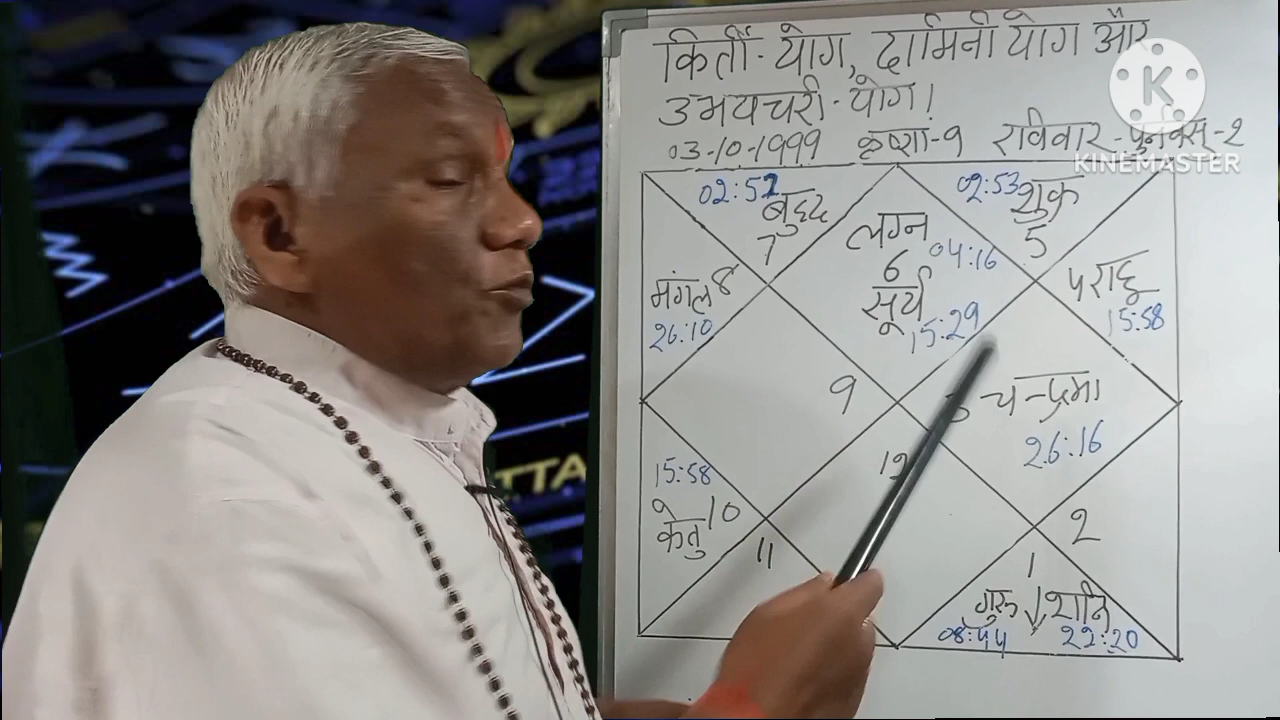 किर्ती-योग, दामिनी योग और
उभयचरी-योग।
03-10-1999 कृष्ण-9 रविवार-पुनर्वसु-2
K
KINEMASTER
02:52 बुद्ध
7
02:53 शुक्र
5
लग्न
6 04:16
सूर्य
15:29
मंगल 8
26:10
4 राहू
15:58
9
3 चन्द्रमा
26:16
15:58
केतु 10
12
11
2
1
गुरु ↓ शनि
08:44 22:20
TTA